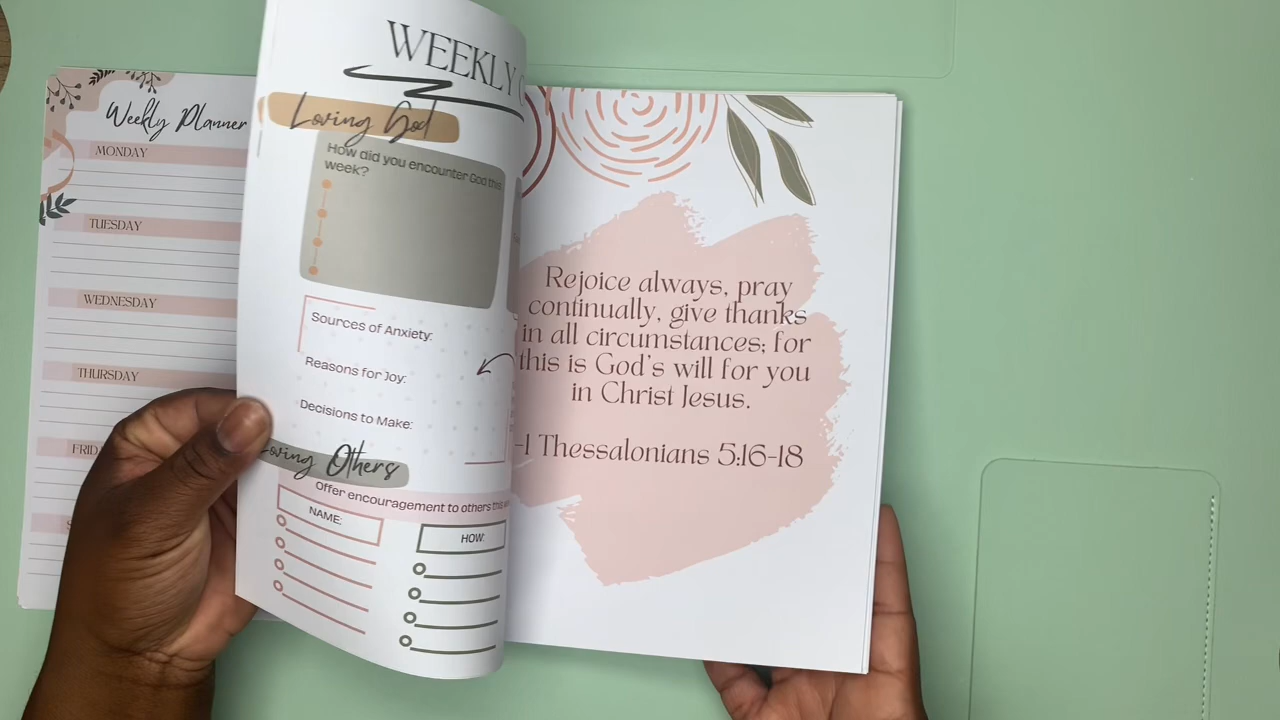 Weekly Planner
MONDAY
TUESDAY
WEDNESDAY
THURSDAY
WEEKLY
Loving God
How did you encounter God this
week?
Sources of Anxiety:
Reasons for Joy:
Decisions to Make:
Loving Others
Offer encouragement to others
NAME:
HOW:
Rejoice always, pray
continually, give thanks
in all circumstances; for
this is God's will for you
in Christ Jesus.
-1 Thessalonians 5:16-18